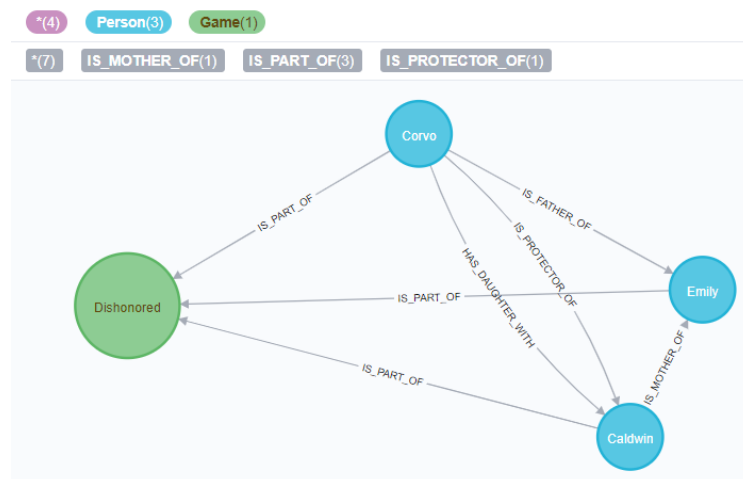 *(4) Person(3) Game(1)
*(7) IS_MOTHER_OF(1) IS_PART_OF(3) IS_PROTECTOR_OF(1)
Corvo
IS_PART_OF
IS_FATHER_OF
IS_PROTECTOR_OF
HAS_DAUGHTER_WITH
Emily
IS_PART_OF
Dishonored
IS_MOTHER_OF
IS_PART_OF
Caldwin